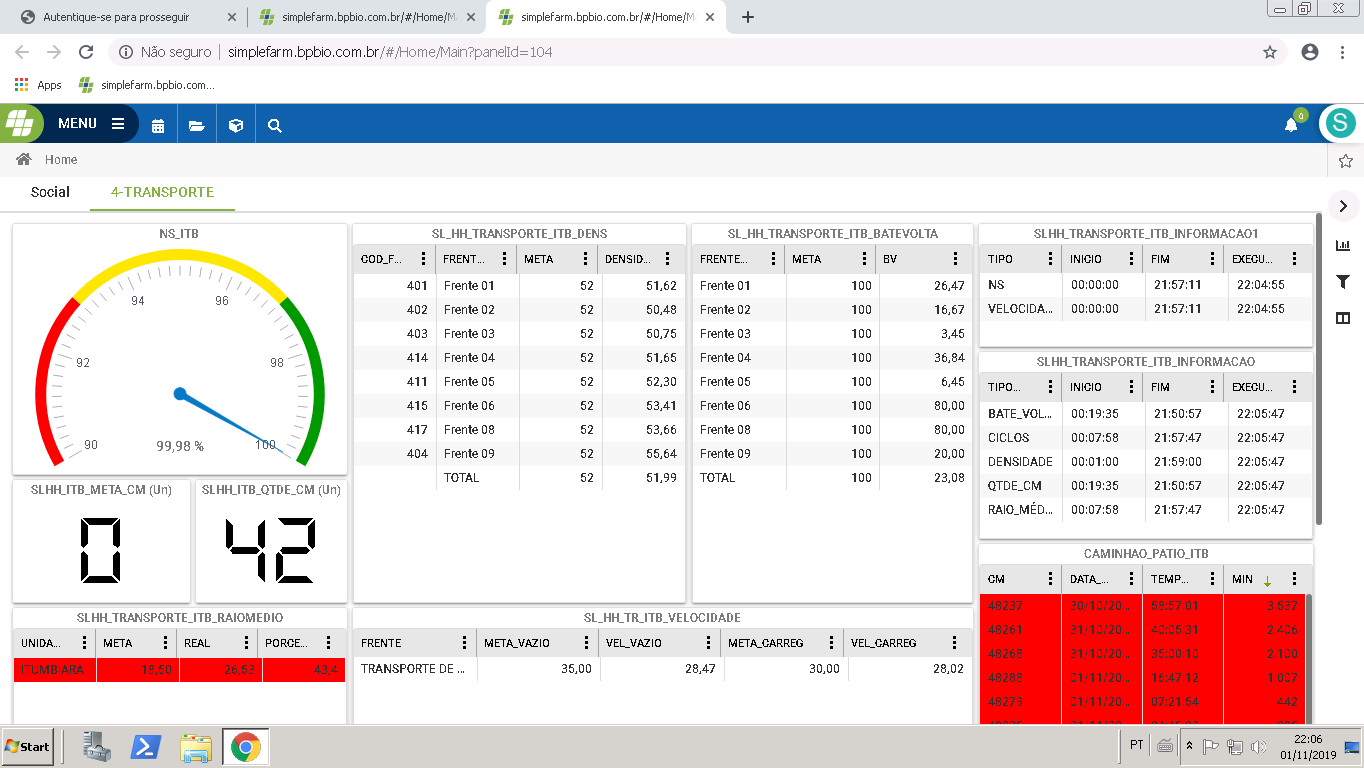 Autentique-se para prosseguir
simplefarm.bpbio.com.br/#/Home/M
simplefarm.bpbio.com.br/#/Home/M
Não seguro
simplefarm.bpbio.com.br/#/Home/Main?panelId=104
Apps
simplefarm.bpbio.com...
MENU
0
S
Home
Social
4-TRANSPORTE
NS_ITB
90
92
94
96
98
100
99,98 %
SLHH_ITB_META_CM (Un)
0
SLHH_ITB_QTDE_CM (Un)
42
SLHH_TRANSPORTE_ITB_RAIOMEDIO
UNIDA... META REAL PORCE...
ITUMBIARA 18,50 26,53 43,4
SL_HH_TRANSPORTE_ITB_DENS
COD_F... FRENT... META DENSID...
401 Frente 01 52 51,62
402 Frente 02 52 50,48
403 Frente 03 52 50,75
414 Frente 04 52 51,65
411 Frente 05 52 52,30
415 Frente 06 52 53,41
417 Frente 08 52 53,66
404 Frente 09 52 55,64
TOTAL 52 51,99
SL_HH_TRANSPORTE_ITB_BATEVOLTA
FRENTE... META BV
Frente 01 100 26,47
Frente 02 100 16,67
Frente 03 100 3,45
Frente 04 100 36,84
Frente 05 100 6,45
Frente 06 100 80,00
Frente 08 100 80,00
Frente 09 100 20,00
TOTAL 100 23,08
SL_HH_TR_ITB_VELOCIDADE
FRENTE META_VAZIO VEL_VAZIO META_CARREG VEL_CARREG
TRANSPORTE DE ... 35,00 28,47 30,00 28,02
SLHH_TRANSPORTE_ITB_INFORMACAO1
TIPO INICIO FIM EXECU...
NS 00:00:00 21:57:11 22:04:55
VELOCIDA... 00:00:00 21:57:11 22:04:55
SLHH_TRANSPORTE_ITB_INFORMACAO
TIPO... INICIO FIM EXECU...
BATE_VOL... 00:19:35 21:50:57 22:05:47
CICLOS 00:07:58 21:57:47 22:05:47
DENSIDADE 00:01:00 21:59:00 22:05:47
QTDE_CM 00:19:35 21:50:57 22:05:47
RAIO_MÉD... 00:07:58 21:57:47 22:05:47
CAMINHAO_PATIO_ITB
CM DATA_... TEMP... MIN
48237 30/10/20... 58:57:01 3.537
48261 31/10/20... 40:05:31 2.406
48268 31/10/20... 35:00:10 2.100
48288 01/11/20... 16:47:12 1.007
48279 01/11/20... 07:21:54 442
Start
PT
22:06
01/11/2019